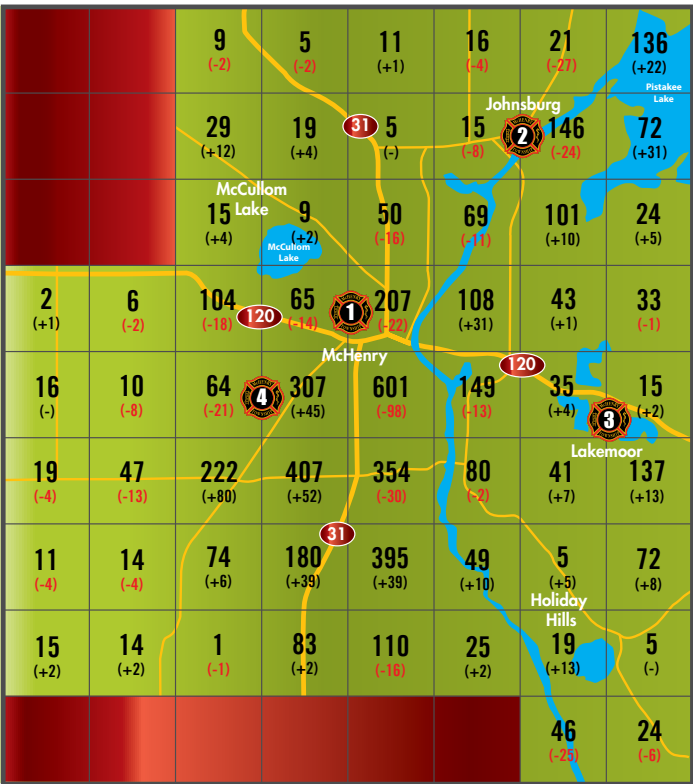 9 5 11 16 21 136
(-2) (-2) (+1) (-4) (-27) (+22)
Pistakee
Lake
Johnsburg
29 19 31 5 15 2 146 72
(+12) (+4) (-) (-8) (-24) (+31)
McCullom
Lake
15 9 50 69 101 24
(+4) (+2) (-16) (-11) (+10) (+5)
McCullom
Lake
2 6 104 65 1 207 108 43 33
(+1) (-2) (-18) 120 (-14) (-22) (+31) (+1) (-1)
McHenry
120
16 10 64 4 307 601 149 35 15
(-) (-8) (-21) (+45) (-98) (-13) (+4) 3 (+2)
Lakemoor
19 47 222 407 354 80 41 137
(-4) (-13) (+80) (+52) (-30) (-2) (+7) (+13)
31
11 14 74 180 395 49 5 72
(-4) (-4) (+6) (+39) (+39) (+10) (+5) (+8)
Holiday
Hills
15 14 1 83 110 25 19 5
(+2) (+2) (-1) (+2) (-16) (+2) (+13) (-)
46 24
(-25) (-6)